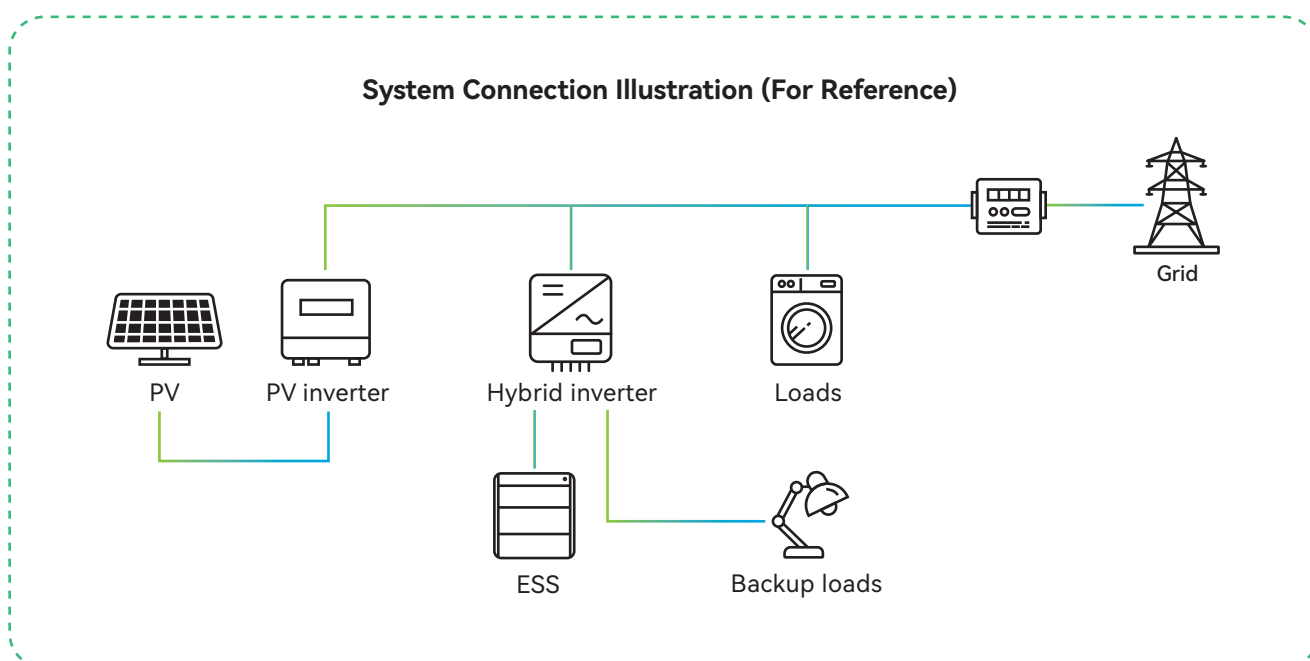 System Connection Illustration (For Reference)
Grid
PV
PV inverter
Hybrid inverter
Loads
ESS
Backup loads